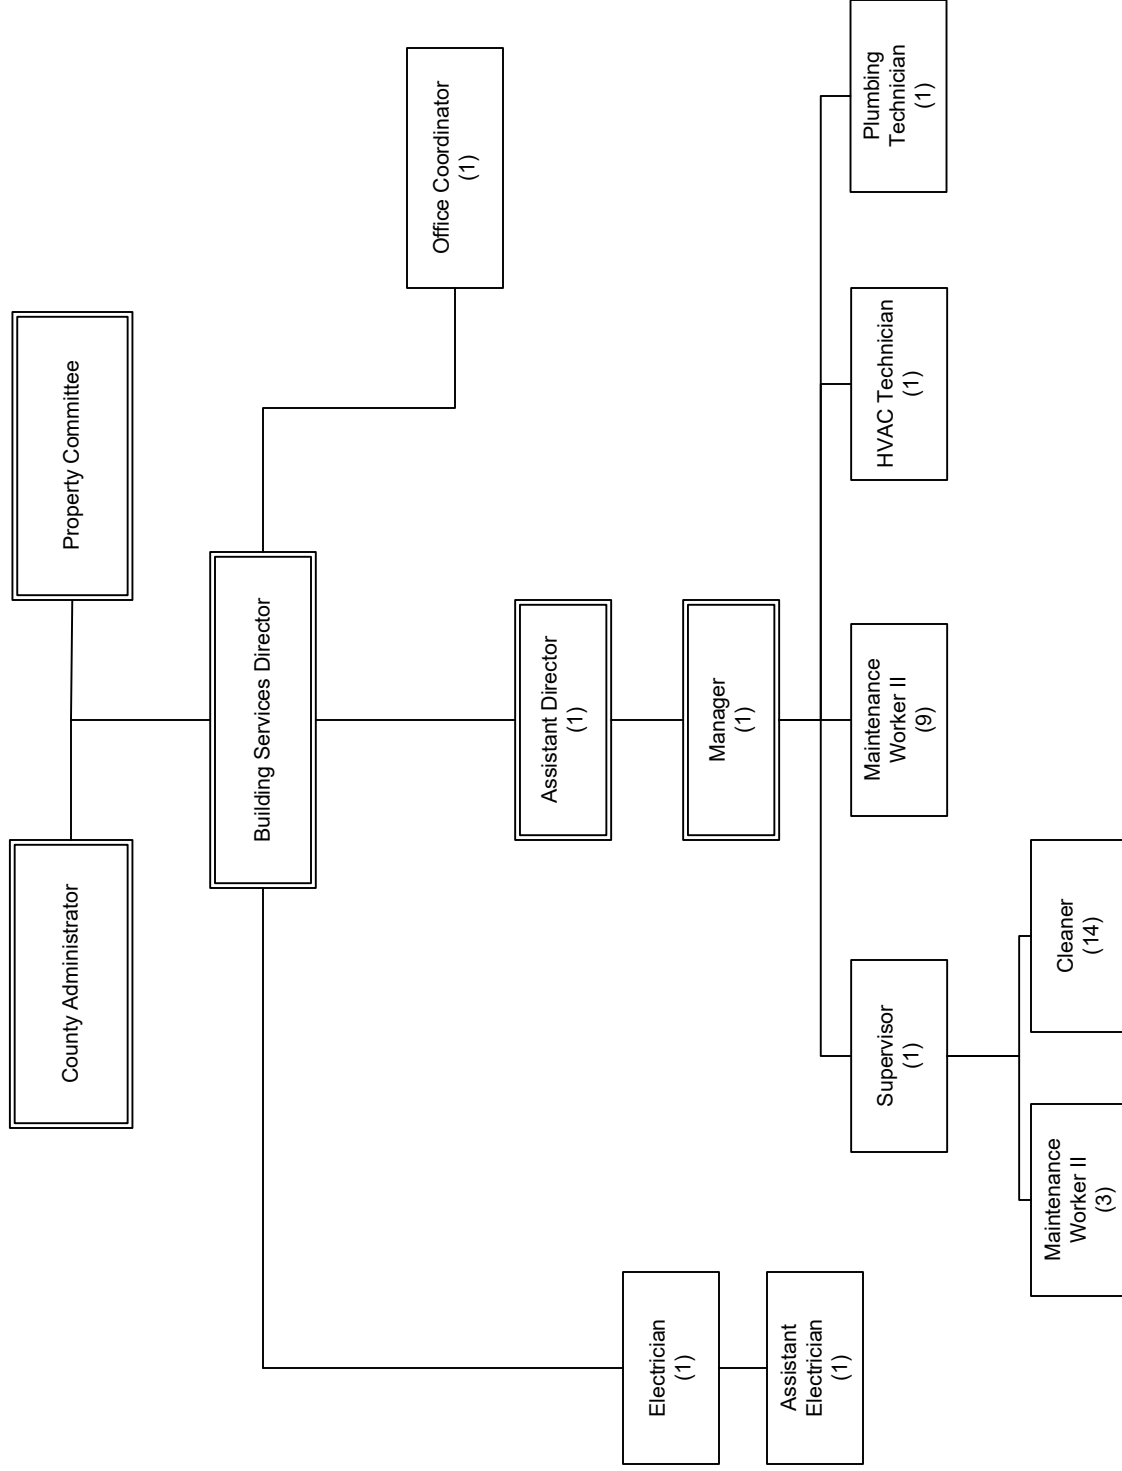 County Administrator
Property Committee
Building Services Director
Office Coordinator
(1)
Assistant Director
(1)
Manager
(1)
Electrician
(1)
Assistant
Electrician
(1)
Supervisor
(1)
Maintenance
Worker II
(9)
HVAC Technician
(1)
Plumbing
Technician
(1)
Maintenance
Worker II
(3)
Cleaner
(14)